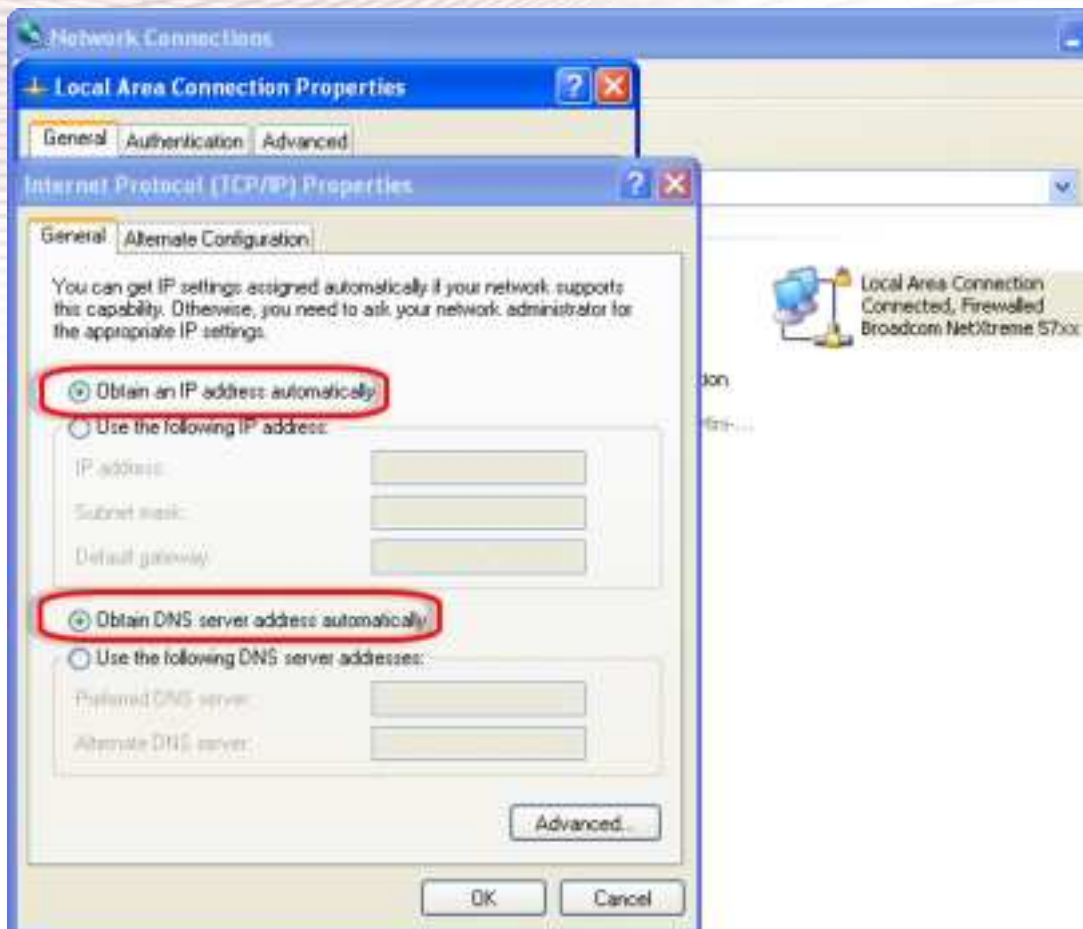 Network Connections
Local Area Connection Properties
General Authentication Advanced
Internet Protocol (TCP/IP) Properties
General Alternate Configuration
You can get IP settings assigned automatically if your network supports
this capability. Otherwise, you need to ask your network administrator for
the appropriate IP settings.
Obtain an IP address automatically
Use the following IP address:
IP address:
Subnet mask:
Default gateway:
Obtain DNS server address automatically
Use the following DNS server addresses:
Preferred DNS server:
Alternate DNS server:
Advanced...
OK Cancel
Local Area Connection
Connected, Firewalled
Broadcom NetXtreme 57xx